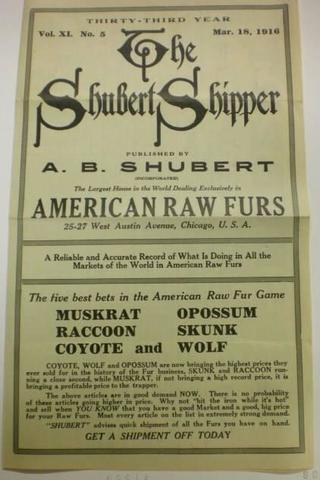 THIRTY-THIRD YEAR
Vol. XI. No. 5 Mar. 18, 1916
The
Shubert Shipper
PUBLISHED BY
A. B. SHUBERT
(INCORPORATED)
The Largest House in the World Dealing Exclusively in
AMERICAN RAW FURS
25-27 West Austin Avenue, Chicago, U. S. A.
A Reliable and Accurate Record of What Is Doing in All the
Markets of the World in American Raw Furs
The five best bets in the American Raw Fur Game
MUSKRAT OPOSSUM
RACCOON SKUNK
COYOTE and WOLF
COYOTE, WOLF and OPOSSUM are now bringing the highest prices they
ever sold for in the history of the Fur business, SKUNK and RACCOON run-
ning a close second, while MUSKRAT, if not bringing a high record price, it is
bringing a profitable price to the trapper.
The above articles are in good demand NOW. There is no probability
of these articles going higher in price. Why not "hit the iron while it's hot"
and sell when YOU KNOW that you have a good Market and a good, big price
for your Raw Furs. Most every article on the list is in extremely strong demand.
"SHUBERT" advises quick shipment of all the Furs you have on hand.
GET A SHIPMENT OFF TODAY